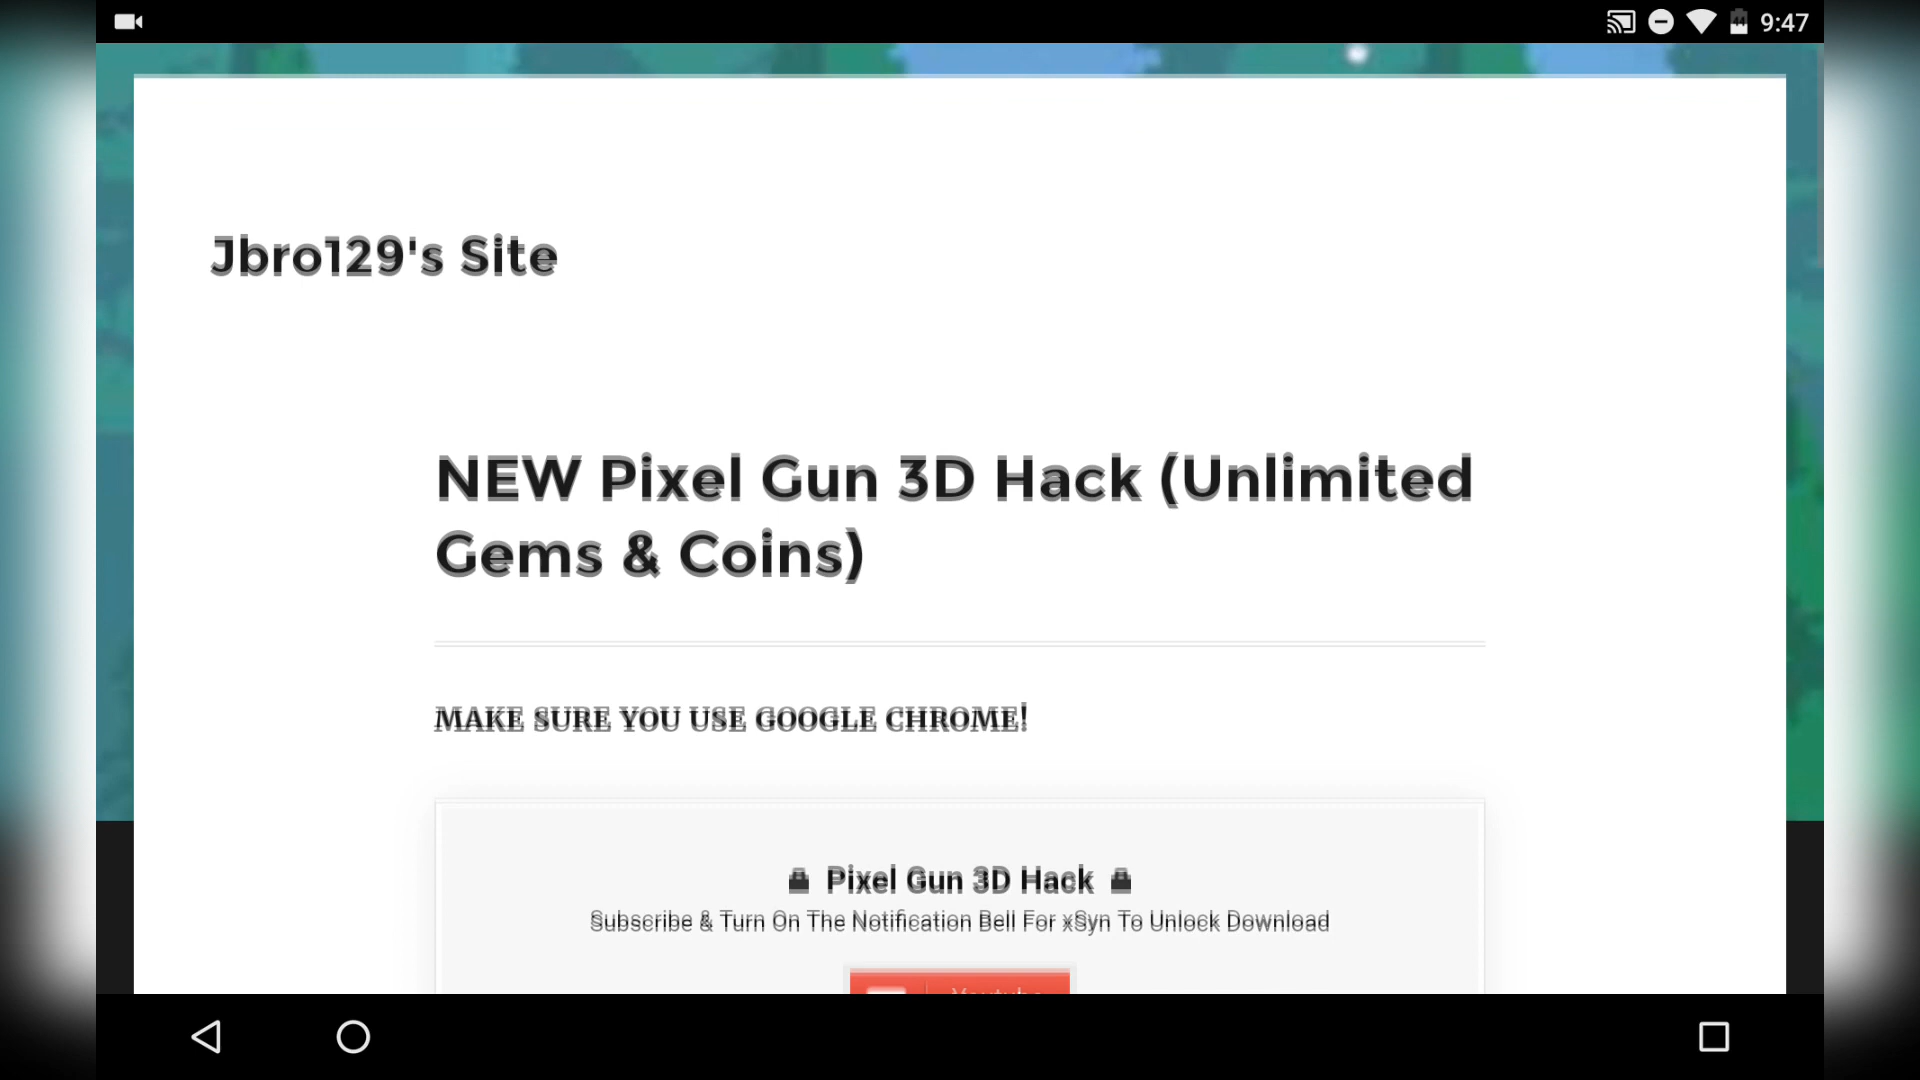 9:47
Jbro129's Site
NEW Pixel Gun 3D Hack (Unlimited
Gems & Coins)
MAKE SURE YOU USE GOOGLE CHROME!
Pixel Gun 3D Hack
Subscribe & Turn On The Notification Bell For xSyn To Unlock Download
Youtube